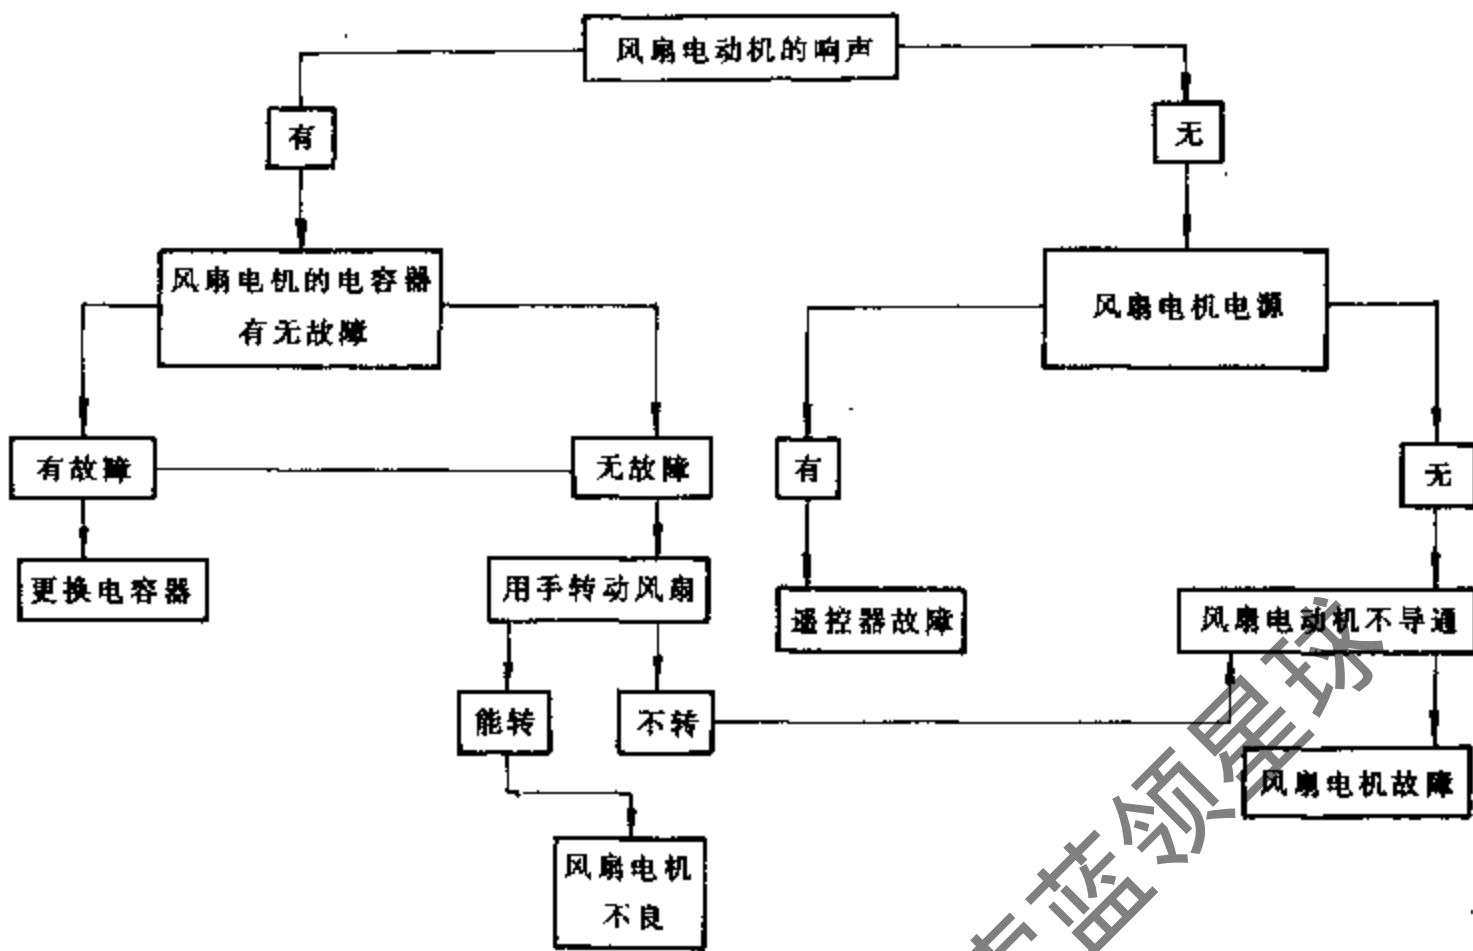 风扇电动机的响声
有
无
风扇电机的电容器
有无故障
风扇电机电源
有故障
无故障
有
无
更换电容器
用手转动风扇
遥控器故障
风扇电动机不导通
能转
不转
风扇电机故障
风扇电机
不良
蓝领星球